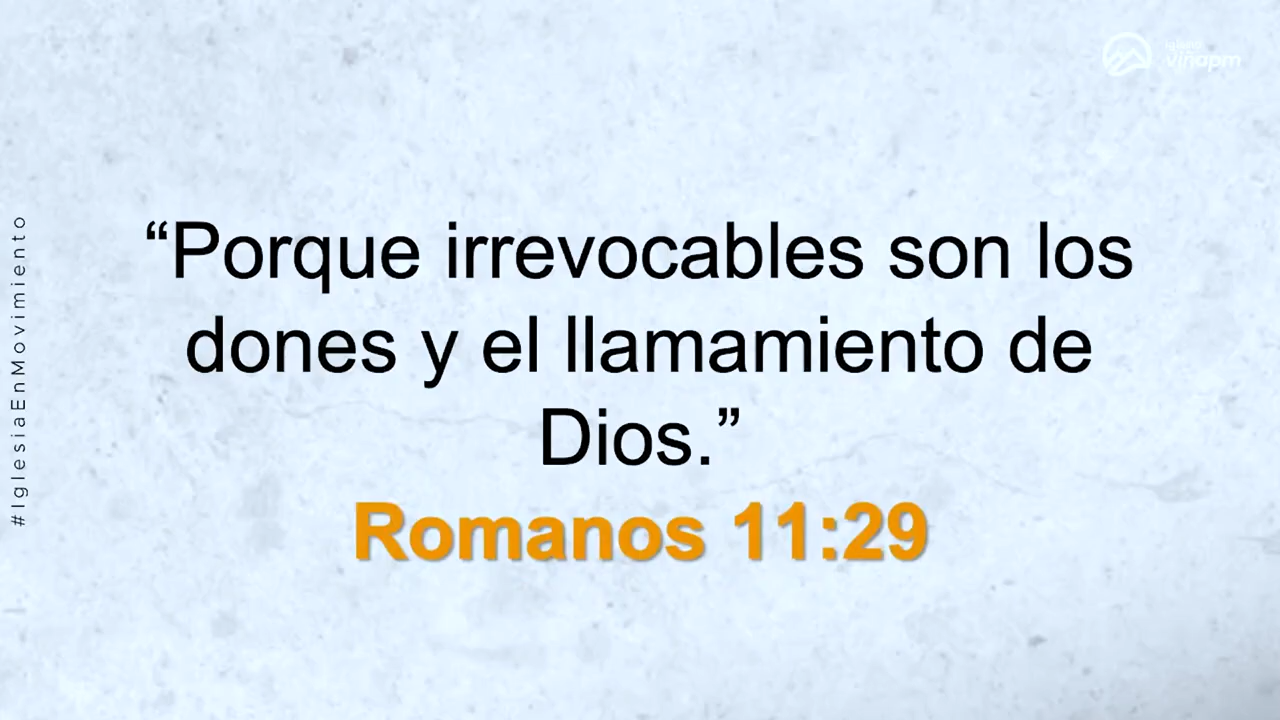 “Porque irrevocables son los
dones y el llamamiento de
Dios.”
Romanos 11:29
#IglesiaEnMovimiento
viñapm